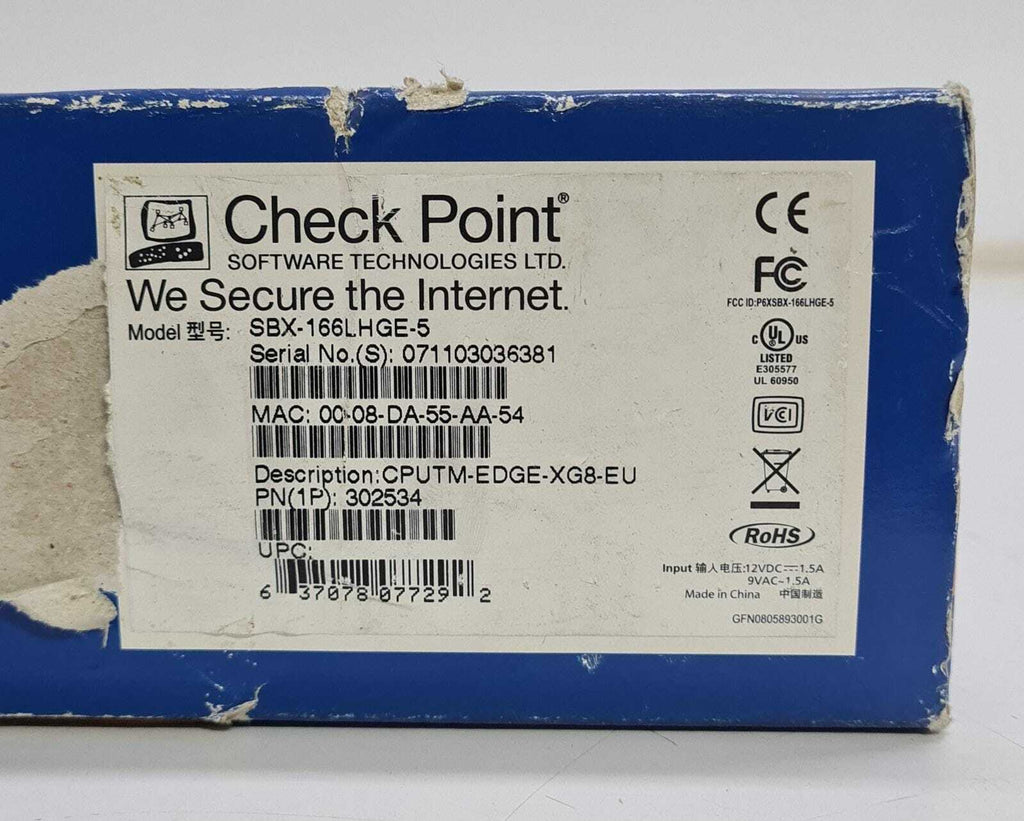 Check Point®
SOFTWARE TECHNOLOGIES LTD.
We Secure the Internet.
Model 型号: SBX-166LHGE-5
Serial No.(S): 071103036381
MAC: 00-08-DA-55-AA-54
Description:CPUTM-EDGE-XG8-EU
PN(1P): 302534
UPC:
6 37078 07729 2
CE
FC
FCC ID:P6XSBX-166LHGE-5
C UL US
LISTED
E305577
UL 60950
VCI
RoHS
Input 输入电压:12VDC⎓1.5A
9VAC~1.5A
Made in China 中国制造
GFN0805893001G